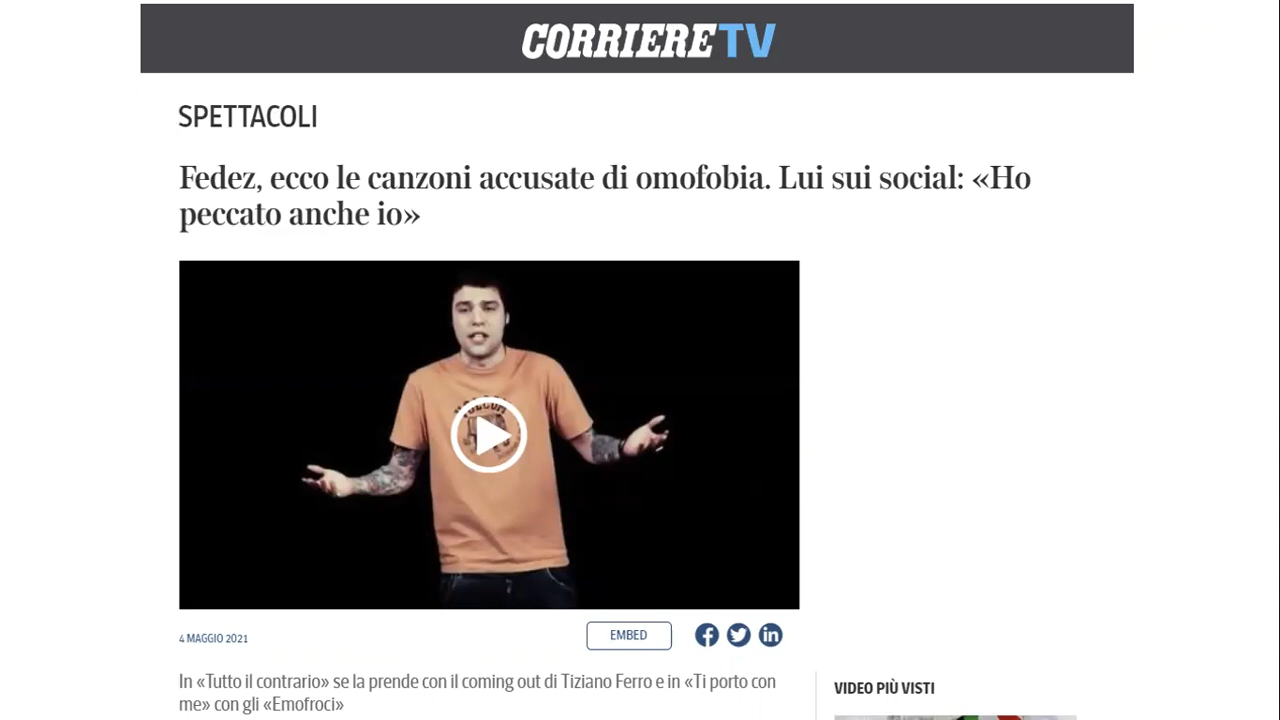 CORRIERETV
SPETTACOLI
Fedez, ecco le canzoni accusate di omofobia. Lui sui social: «Ho
peccato anche io»
VOLCOM
4 MAGGIO 2021
EMBED
In «Tutto il contrario» se la prende con il coming out di Tiziano Ferro e in «Ti porto con
me» con gli «Emofroci»
VIDEO PIÙ VISTI